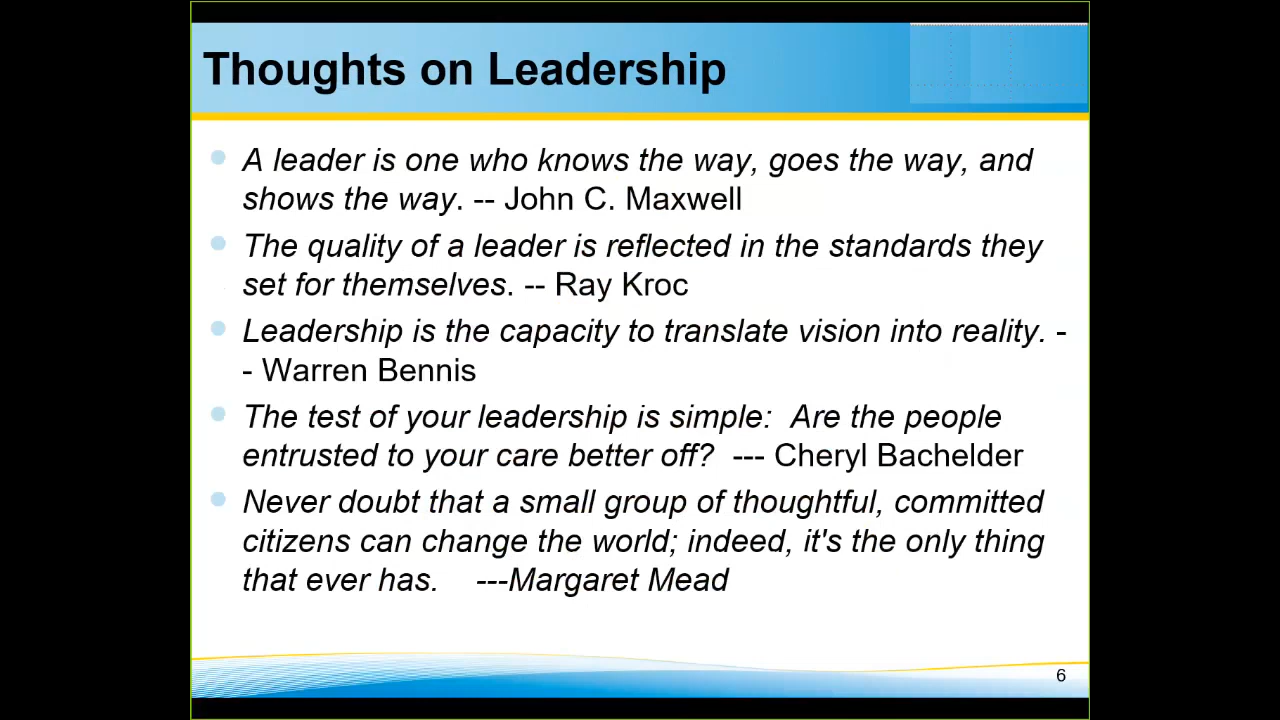 Thoughts on Leadership
A leader is one who knows the way, goes the way, and
shows the way. -- John C. Maxwell
The quality of a leader is reflected in the standards they
set for themselves. -- Ray Kroc
Leadership is the capacity to translate vision into reality. -
- Warren Bennis
The test of your leadership is simple:  Are the people
entrusted to your care better off?  --- Cheryl Bachelder
Never doubt that a small group of thoughtful, committed
citizens can change the world; indeed, it's the only thing
that ever has.    ---Margaret Mead
6